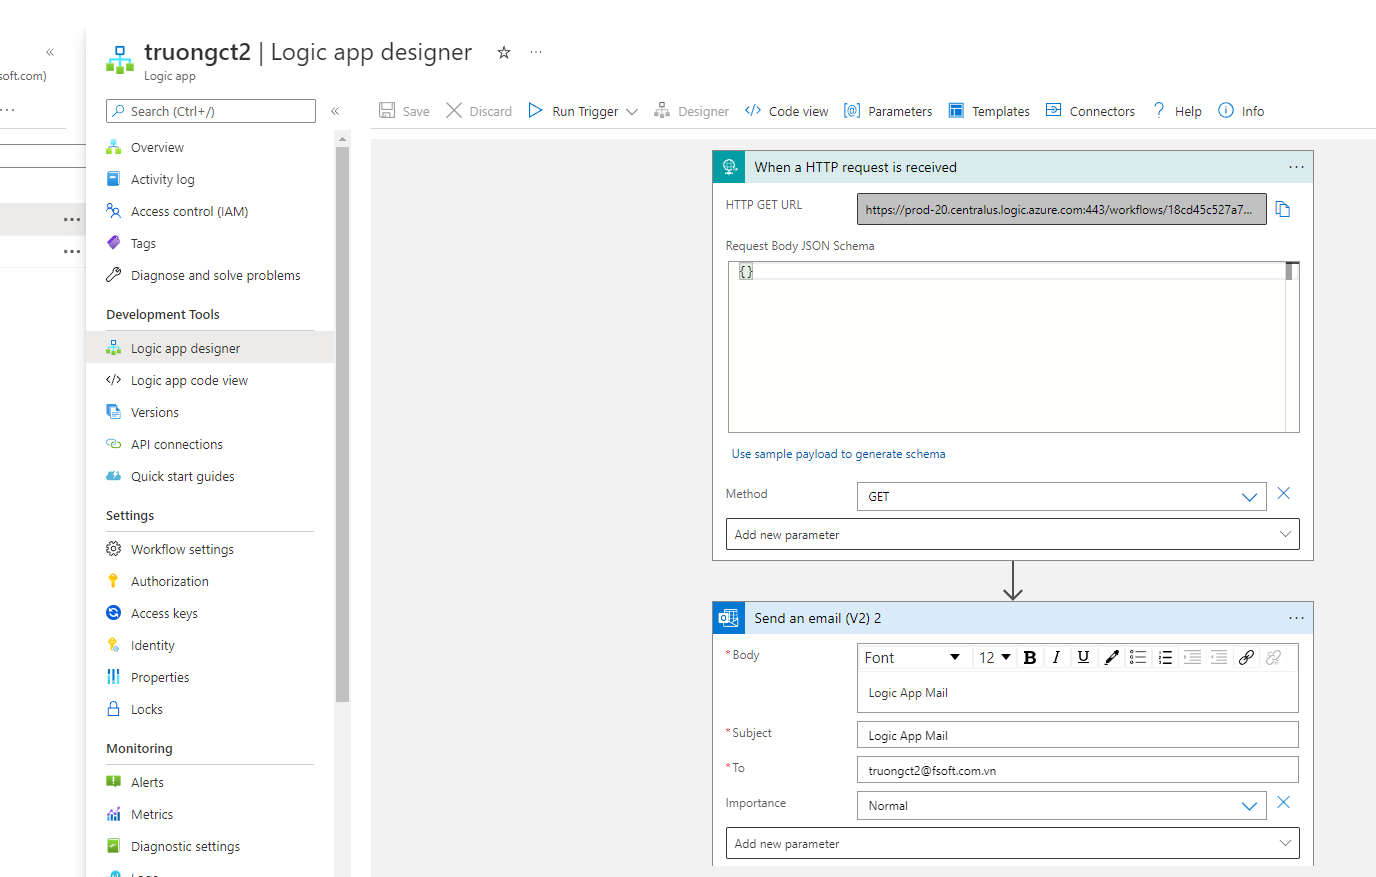 truongct2 | Logic app designer
Logic app
soft.com)
Search (Ctrl+/)
Overview
Activity log
Access control (IAM)
Tags
Diagnose and solve problems
Development Tools
Logic app designer
Logic app code view
Versions
API connections
Quick start guides
Settings
Workflow settings
Authorization
Access keys
Identity
Properties
Locks
Monitoring
Alerts
Metrics
Diagnostic settings
Save Discard Run Trigger Designer Code view Parameters Templates Connectors Help Info
When a HTTP request is received
HTTP GET URL
https://prod-20.centralus.logic.azure.com:443/workflows/18cd45c527a7...
Request Body JSON Schema
{}
Use sample payload to generate schema
Method
GET
Add new parameter
Send an email (V2) 2
* Body
Font 12 B I U
Logic App Mail
* Subject
Logic App Mail
* To
truongct2@fsoft.com.vn
Importance
Normal
Add new parameter